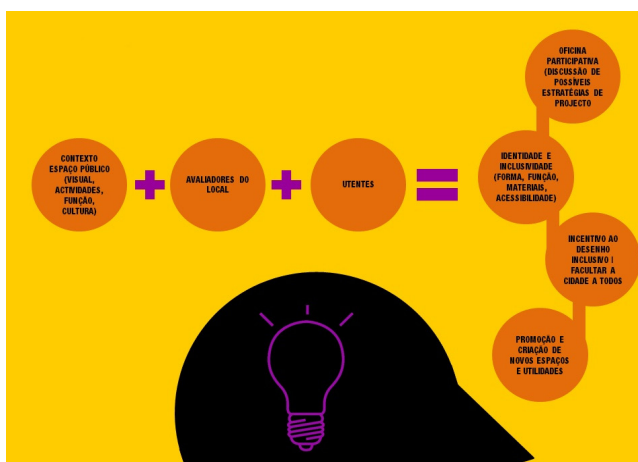 CONTEXTO
ESPAÇO PÚBLICO
(VISUAL,
ACTIVIDADES,
FUNÇÃO,
CULTURA)
+
AVALIADORES DO
LOCAL
+
UTENTES
=
OFICINA
PARTICIPATIVA
(DISCUSSÃO DE
POSSÍVEIS
ESTRATÉGIAS DE
PROJECTO
IDENTIDADE E
INCLUSIVIDADE
(FORMA, FUNÇÃO,
MATERIAIS,
ACESSIBILIDADE)
INCENTIVO AO
DESENHO
INCLUSIVO |
FACULTAR A
CIDADE A TODOS
PROMOÇÃO E
CRIAÇÃO DE
NOVOS ESPAÇOS
E UTILIDADES